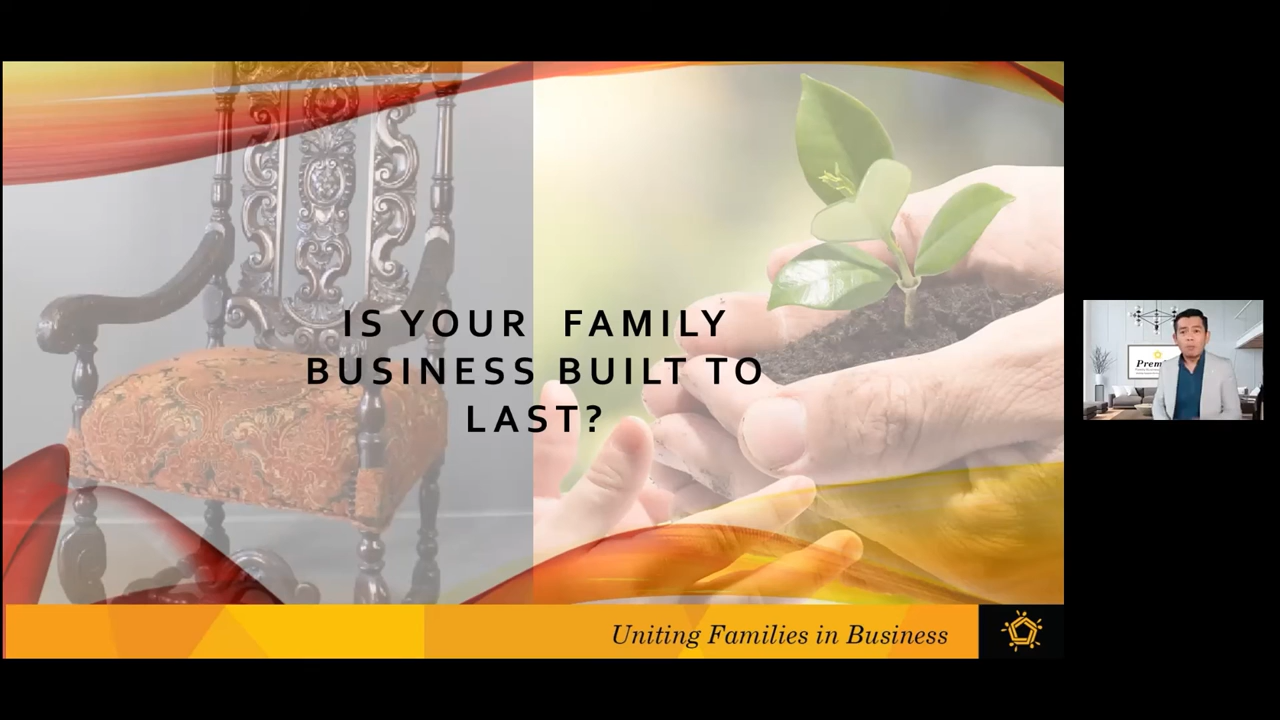 IS YOUR FAMILY
BUSINESS BUILT TO
LAST?
Uniting Families in Business